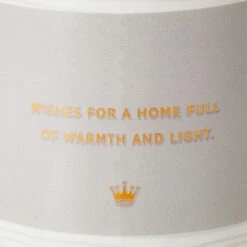 WISHES FOR A HOME FULL
OF WARMTH AND LIGHT.